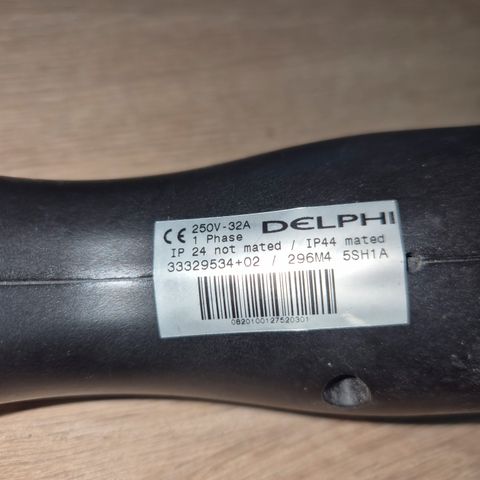 CE 250V-32A DELPHI
1 Phase
IP 24 not mated / IP44 mated
33329534+02 / 296M4 5SH1A
0820100127520301